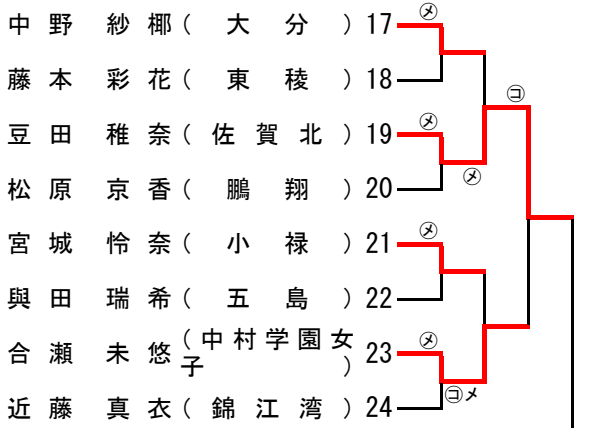 ㋱
中野 紗椰(大分)17
藤本 彩花(東稜)18
㋙
㋱
豆田 稚奈(佐賀北)19
㋱
松原 京香(鵬翔)20
㋱
宮城 怜奈(小禄)21
與田 瑞希(五島)22
㋱
合瀬 未悠(中村学園女子)23
㋙メ
近藤 真衣(錦江湾)24